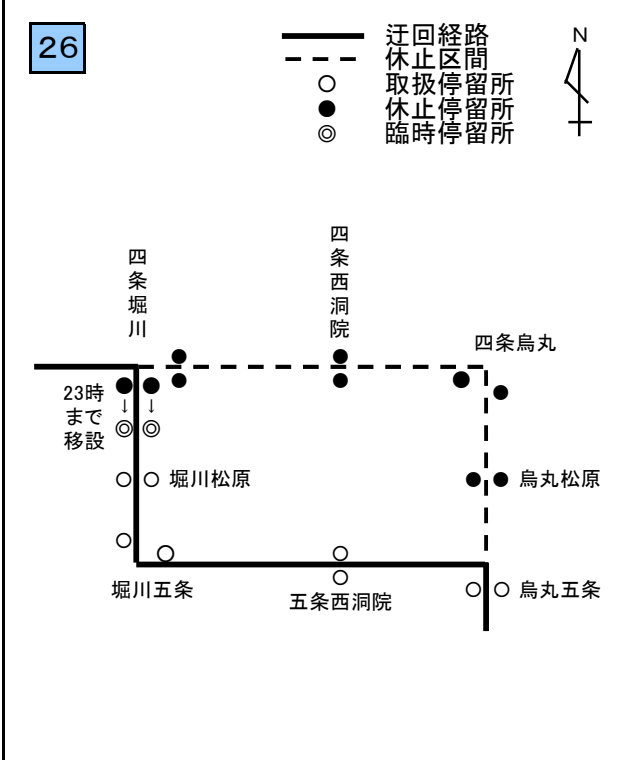 26
迂回経路
休止区間
取扱停留所
休止停留所
臨時停留所
N
四条堀川
四条西洞院
四条烏丸
23時
まで
移設
↓ ↓
堀川松原
烏丸松原
堀川五条
五条西洞院
烏丸五条